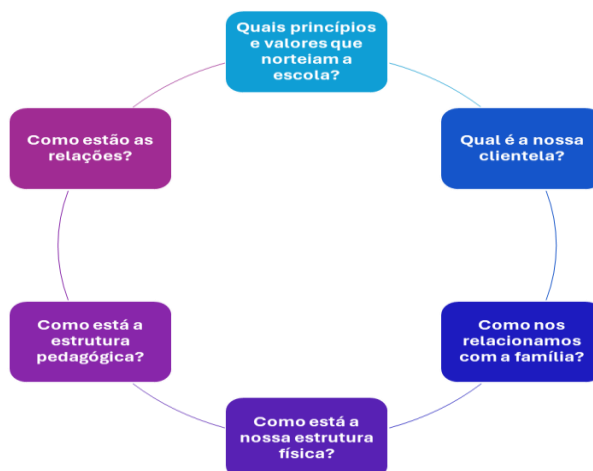 Quais princípios
e valores que
norteiam a
escola?
Qual é a nossa
clientela?
Como nos
relacionamos
com a família?
Como está a
nossa estrutura
física?
Como está a
estrutura
pedagógica?
Como estão as
relações?